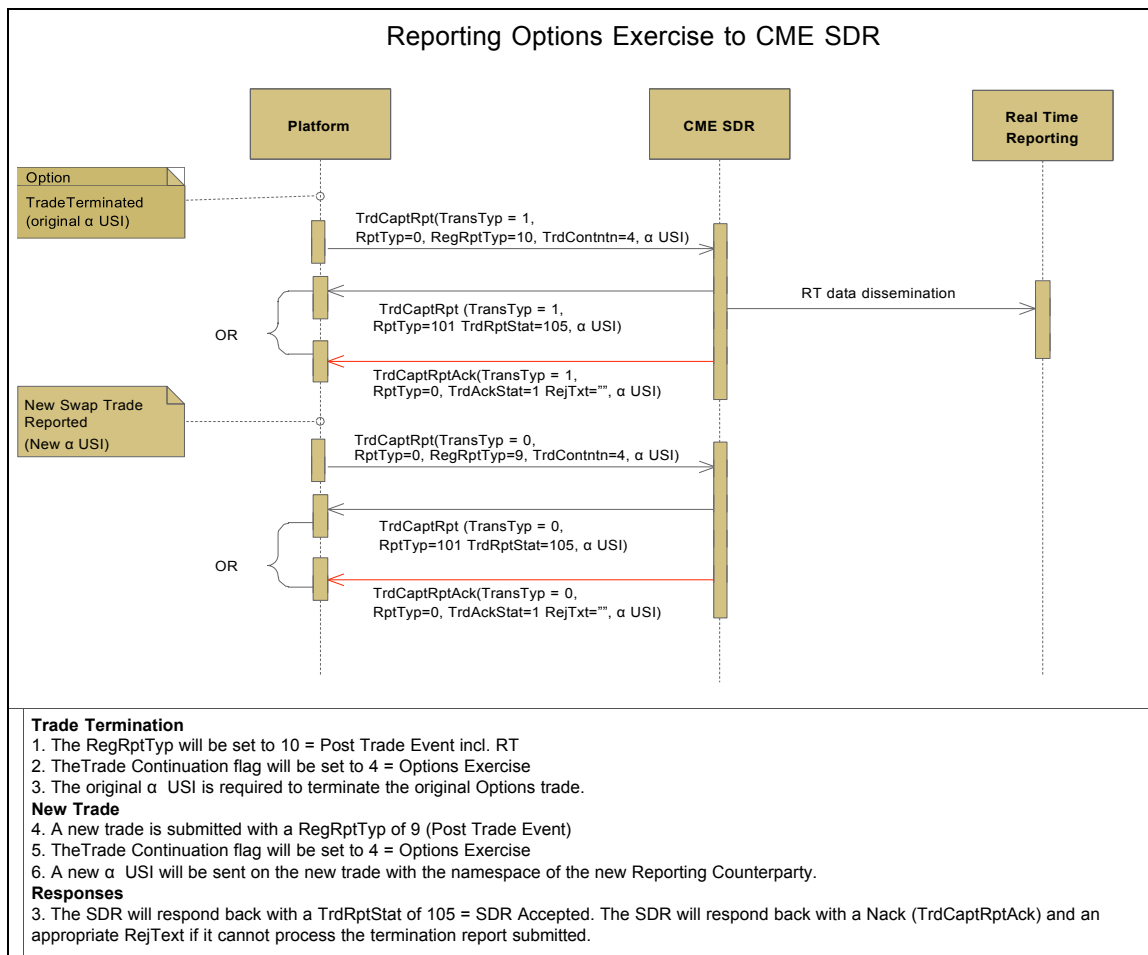 Reporting Options Exercise to CME SDR
Platform
CME SDR
Real Time
Reporting
Option
TradeTerminated
(original α USI)
TrdCaptRpt(TransTyp = 1,
RptTyp=0, RegRptTyp=10, TrdContntn=4, α USI)
RT data dissemination
TrdCaptRpt (TransTyp = 1,
RptTyp=101 TrdRptStat=105, α USI)
OR
TrdCaptRptAck(TransTyp = 1,
RptTyp=0, TrdAckStat=1 RejTxt="", α USI)
New Swap Trade
Reported
(New α USI)
TrdCaptRpt(TransTyp = 0,
RptTyp=0, RegRptTyp=9, TrdContntn=4, α USI)
TrdCaptRpt (TransTyp = 0,
RptTyp=101 TrdRptStat=105, α USI)
OR
TrdCaptRptAck(TransTyp = 0,
RptTyp=0, TrdAckStat=1 RejTxt="", α USI)
Trade Termination
1. The RegRptTyp will be set to 10 = Post Trade Event incl. RT
2. TheTrade Continuation flag will be set to 4 = Options Exercise
3. The original α USI is required to terminate the original Options trade.
New Trade
4. A new trade is submitted with a RegRptTyp of 9 (Post Trade Event)
5. TheTrade Continuation flag will be set to 4 = Options Exercise
6. A new α USI will be sent on the new trade with the namespace of the new Reporting Counterparty.
Responses
3. The SDR will respond back with a TrdRptStat of 105 = SDR Accepted. The SDR will respond back with a Nack (TrdCaptRptAck) and an
appropriate RejText if it cannot process the termination report submitted.